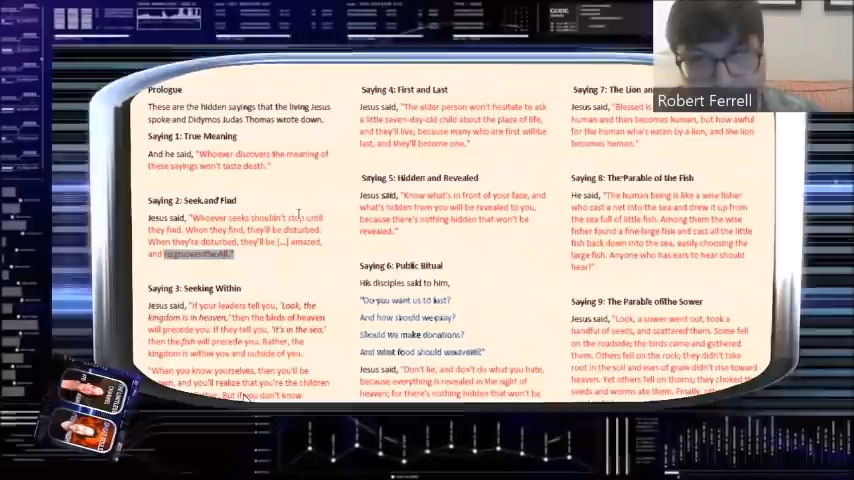 Robert Ferrell
Prologue
These are the hidden sayings that the living Jesus
spoke and Didymos Judas Thomas wrote down.
Saying 1: True Meaning
And he said, "Whoever discovers the meaning of
these sayings won't taste death."
Saying 2: Seek and Find
Jesus said, "Whoever seeks shouldn't stop until
they find. When they find, they'll be disturbed.
When they're disturbed, they'll be [...] amazed,
and reign over the All."
Saying 3: Seeking Within
Jesus said, "If your leaders tell you, 'Look, the
kingdom is in heaven,' then the birds of heaven
will precede you. If they tell you, 'It's in the sea,'
then the fish will precede you. Rather, the
kingdom is within you and outside of you.
"When you know yourselves, then you'll be
and you'll realize that you're the children
But if you don't know
Saying 4: First and Last
Jesus said, "The elder person won't hesitate to ask
a little seven-day-old child about the place of life,
and they'll live, because many who are first will be
last, and they'll become one."
Saying 5: Hidden and Revealed
Jesus said, "Know what's in front of your face, and
what's hidden from you will be revealed to you,
because there's nothing hidden that won't be
revealed."
Saying 6: Public Ritual
His disciples said to him,
"Do you want us to fast?
And how should we pray?
Should we make donations?
And what food should we avoid?"
Jesus said, "Don't lie, and don't do what you hate,
because everything is revealed in the sight of
heaven; for there's nothing hidden that won't be
Saying 7: The Lion and
Jesus said, "Blessed is
human and then becomes human, but how awful
for the human who's eaten by a lion, and the lion
becomes human."
Saying 8: The Parable of the Fish
He said, "The human being is like a wise fisher
who cast a net into the sea and drew it up from
the sea full of little fish. Among them the wise
fisher found a fine large fish and cast all the little
fish back down into the sea, easily choosing the
large fish. Anyone who has ears to hear should
hear!"
Saying 9: The Parable of the Sower
Jesus said, "Look, a sower went out, took a
handful of seeds, and scattered them. Some fell
on the roadside; the birds came and gathered
them. Others fell on the rock; they didn't take
root in the soil and ears of grain didn't rise toward
heaven. Yet others fell on thorns; they choked the
seeds and worms ate them. Finally,